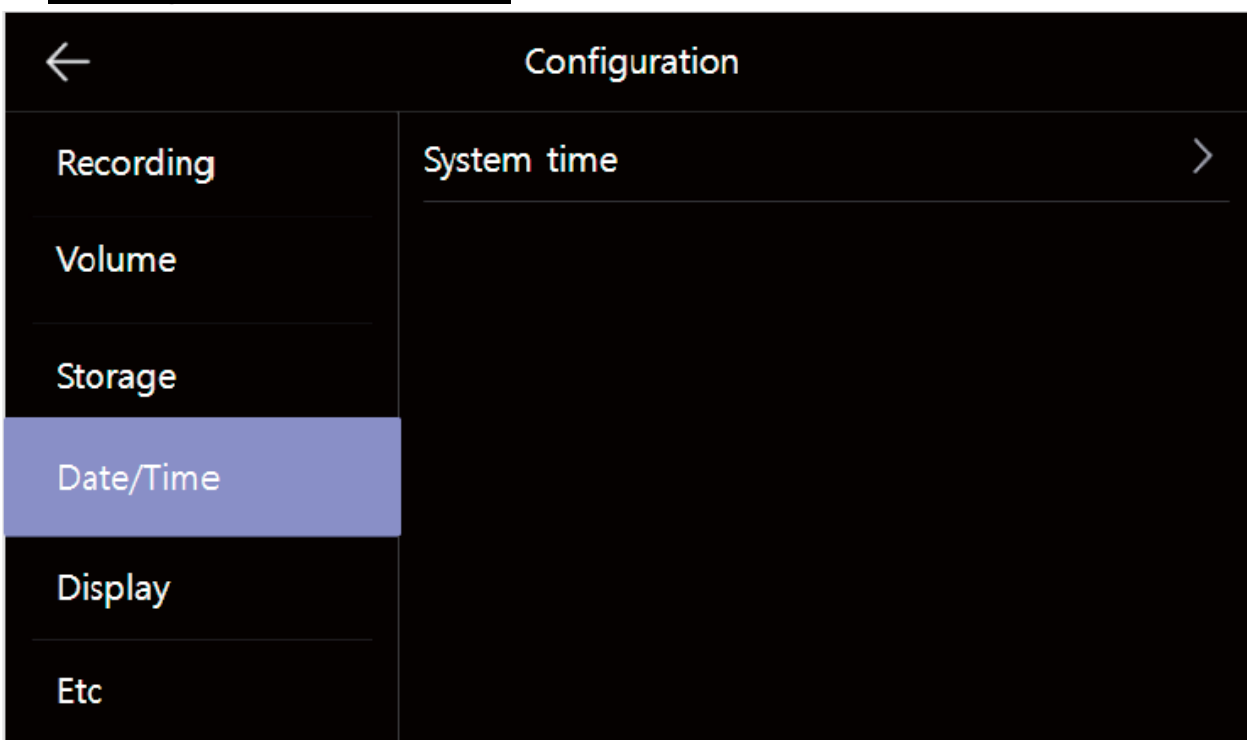 Configuration
Recording
Volume
Storage
Date/Time
Display
Etc
System time